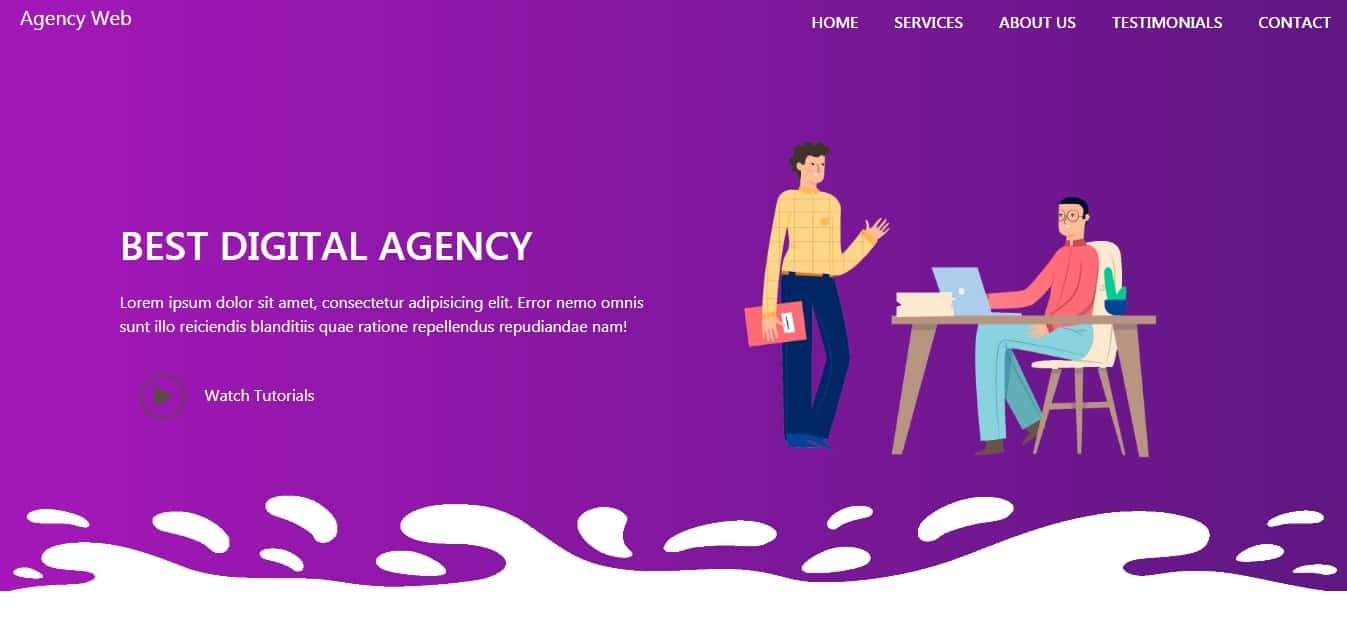 Agency Web
HOME SERVICES ABOUT US TESTIMONIALS CONTACT
BEST DIGITAL AGENCY
Lorem ipsum dolor sit amet, consectetur adipisicing elit. Error nemo omnis
sunt illo reiciendis blanditiis quae ratione repellendus repudiandae nam!
Watch Tutorials